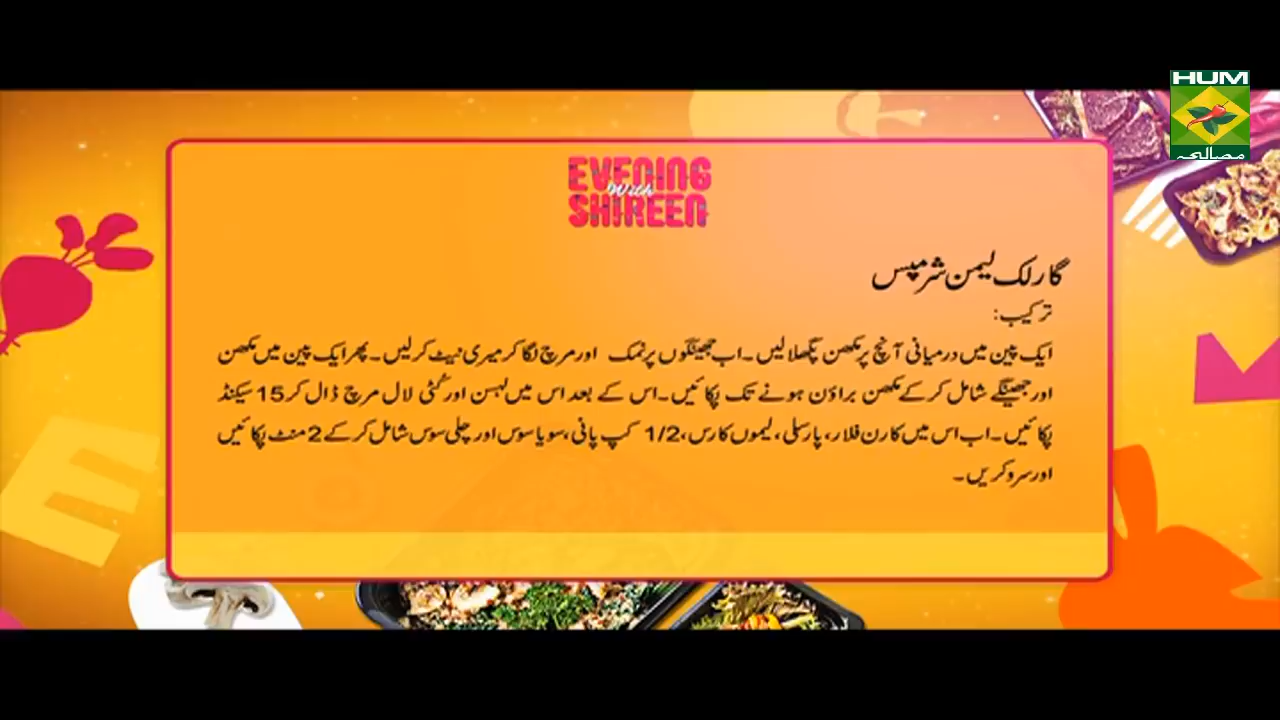 HUM
مصالحہ
EVENING
With
SHIREEN
گارلک لیمن شرمپس
ترکیب:
ایک پین میں درمیانی آنچ پر مکھن پگھلا لیں۔ اب جھینگوں پر نمک اور مرچ لگا کر میری نیٹ کر لیں۔ پھر ایک پین میں مکھن
اور جھینگے شامل کر کے مکھن براؤن ہونے تک پکائیں۔ اس کے بعد اس میں لہسن اور کُٹی لال مرچ ڈال کر 15 سیکنڈ
پکائیں۔ اب اس میں کارن فلار، پارسلی، لیموں کا رس، 1/2 کپ پانی، سویا سوس اور چلی سوس شامل کر کے 2 منٹ پکائیں
اور سرو کریں۔